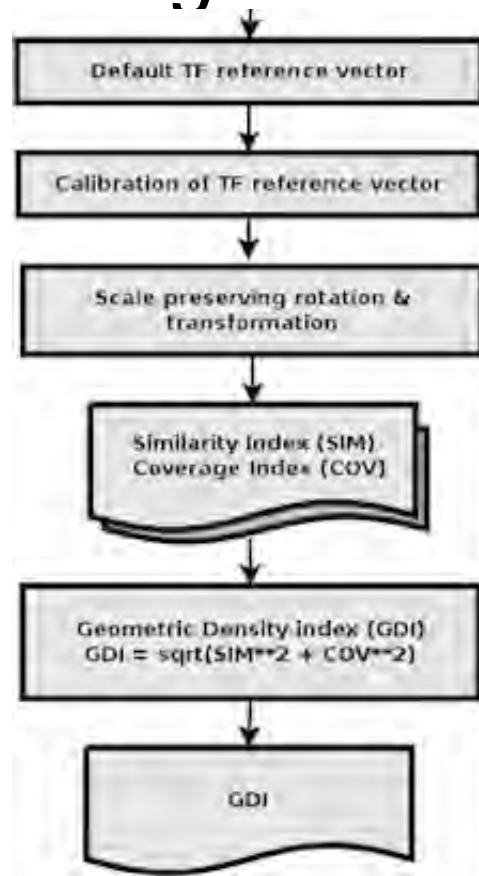 Default TF reference vector
Calibration of TF reference vector
Scale preserving rotation &
transformation
Similarity Index (SIM)
Coverage Index (COV)
Geometric Density index (GDI)
GDI = sqrt(SIM**2 + COV**2)
GDI